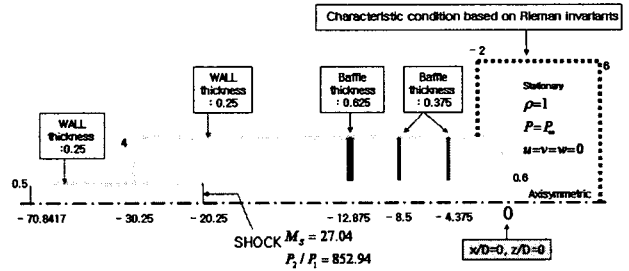 Characteristic condition based on Rieman invariants
-2
6
WALL
thickness
: 0.25
Baffle
thickness
: 0.625
Baffle
thickness
: 0.375
Stationary
ρ=1
P=P∞
u=v=w=0
WALL
thickness
:0.25
4
0.5
0.6
Axisymmetric
-70.8417
-30.25
-20.25
-12.875
-8.5
-4.375
0
SHOCK
Ms = 27.04
P2 / P1 = 852.94
x/D=0, z/D=0